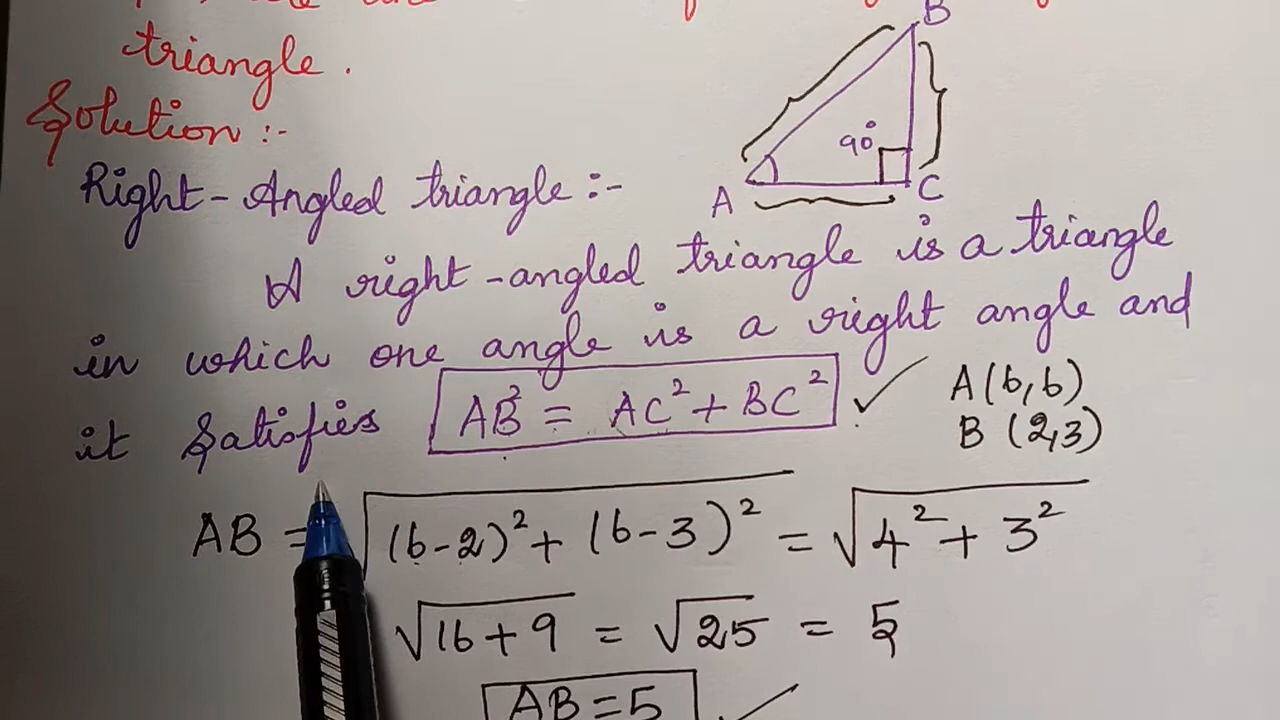 triangle.
Solution :-
B
90°
A
C
Right-Angled triangle :-
A right-angled triangle is a triangle
in which one angle is a right angle and
it satisfies AB² = AC² + BC²
A(6,6)
B (2,3)
AB = √(6-2)² + (6-3)² = √4² + 3²
√16+9 = √25 = 5
AB=5